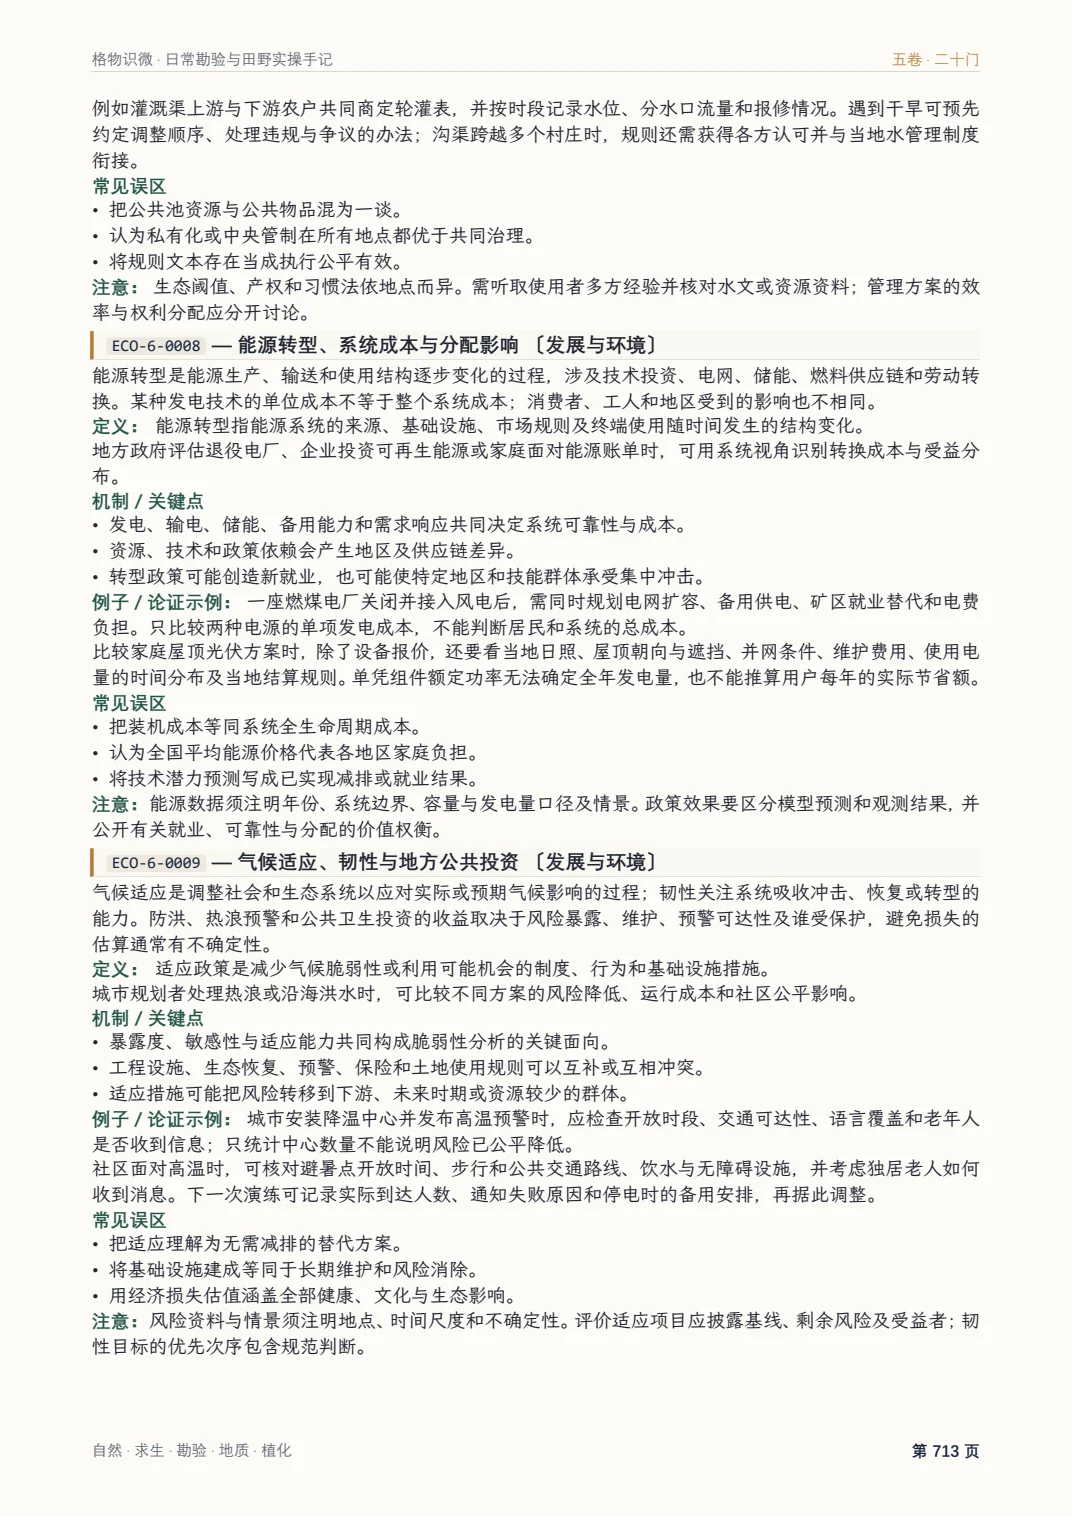 格物识微 · 日常勘验与田野实操手记
五卷 · 二十门
例如灌溉渠上游与下游农户共同商定轮灌表，并按时段记录水位、分水口流量和报修情况。遇到干旱可预先
约定调整顺序、处理违规与争议的办法；沟渠跨越多个村庄时，规则还需获得各方认可并与当地水管理制度
衔接。
常见误区
• 把公共池资源与公共物品混为一谈。
• 认为私有化或中央管制在所有地点都优于共同治理。
• 将规则文本存在当成执行公平有效。
注意： 生态阈值、产权和习惯法依地点而异。需听取使用者多方经验并核对水文或资源资料；管理方案的效
率与权利分配应分开讨论。
ECO-6-0008 — 能源转型、系统成本与分配影响 〔发展与环境〕
能源转型是能源生产、输送和使用结构逐步变化的过程，涉及技术投资、电网、储能、燃料供应链和劳动转
换。某种发电技术的单位成本不等于整个系统成本；消费者、工人和地区受到的影响也不相同。
定义： 能源转型指能源系统的来源、基础设施、市场规则及终端使用随时间发生的结构变化。
地方政府评估退役电厂、企业投资可再生能源或家庭面对能源账单时，可用系统视角识别转换成本与受益分
布。
机制 / 关键点
• 发电、输电、储能、备用能力和需求响应共同决定系统可靠性与成本。
• 资源、技术和政策依赖会产生地区及供应链差异。
• 转型政策可能创造新就业，也可能使特定地区和技能群体承受集中冲击。
例子 / 论证示例： 一座燃煤电厂关闭并接入风电后，需同时规划电网扩容、备用供电、矿区就业替代和电费
负担。只比较两种电源的单项发电成本，不能判断居民和系统的总成本。
比较家庭屋顶光伏方案时，除了设备报价，还要看当地日照、屋顶朝向与遮挡、并网条件、维护费用、使用电
量的时间分布及当地结算规则。单凭组件额定功率无法确定全年发电量，也不能推算用户每年的实际节省额。
常见误区
• 把装机成本等同系统全生命周期成本。
• 认为全国平均能源价格代表各地区家庭负担。
• 将技术潜力预测写成已实现减排或就业结果。
注意：能源数据须注明年份、系统边界、容量与发电量口径及情景。政策效果要区分模型预测和观测结果，并
公开有关就业、可靠性与分配的价值权衡。
ECO-6-0009 — 气候适应、韧性与地方公共投资 〔发展与环境〕
气候适应是调整社会和生态系统以应对实际或预期气候影响的过程；韧性关注系统吸收冲击、恢复或转型的
能力。防洪、热浪预警和公共卫生投资的收益取决于风险暴露、维护、预警可达性及谁受保护，避免损失的
估算通常有不确定性。
定义： 适应政策是减少气候脆弱性或利用可能机会的制度、行为和基础设施措施。
城市规划者处理热浪或沿海洪水时，可比较不同方案的风险降低、运行成本和社区公平影响。
机制 / 关键点
• 暴露度、敏感性与适应能力共同构成脆弱性分析的关键面向。
• 工程设施、生态恢复、预警、保险和土地使用规则可以互补或互相冲突。
• 适应措施可能把风险转移到下游、未来时期或资源较少的群体。
例子 / 论证示例： 城市安装降温中心并发布高温预警时，应检查开放时段、交通可达性、语言覆盖和老年人
是否收到信息；只统计中心数量不能说明风险已公平降低。
社区面对高温时，可核对避暑点开放时间、步行和公共交通路线、饮水与无障碍设施，并考虑独居老人如何
收到消息。下一次演练可记录实际到达人数、通知失败原因和停电时的备用安排，再据此调整。
常见误区
• 把适应理解为无需减排的替代方案。
• 将基础设施建成等同于长期维护和风险消除。
• 用经济损失估值涵盖全部健康、文化与生态影响。
注意：风险资料与情景须注明地点、时间尺度和不确定性。评价适应项目应披露基线、剩余风险及受益者；韧
性目标的优先次序包含规范判断。
自然 · 求生 · 勘验 · 地质 · 植化
第 713 页